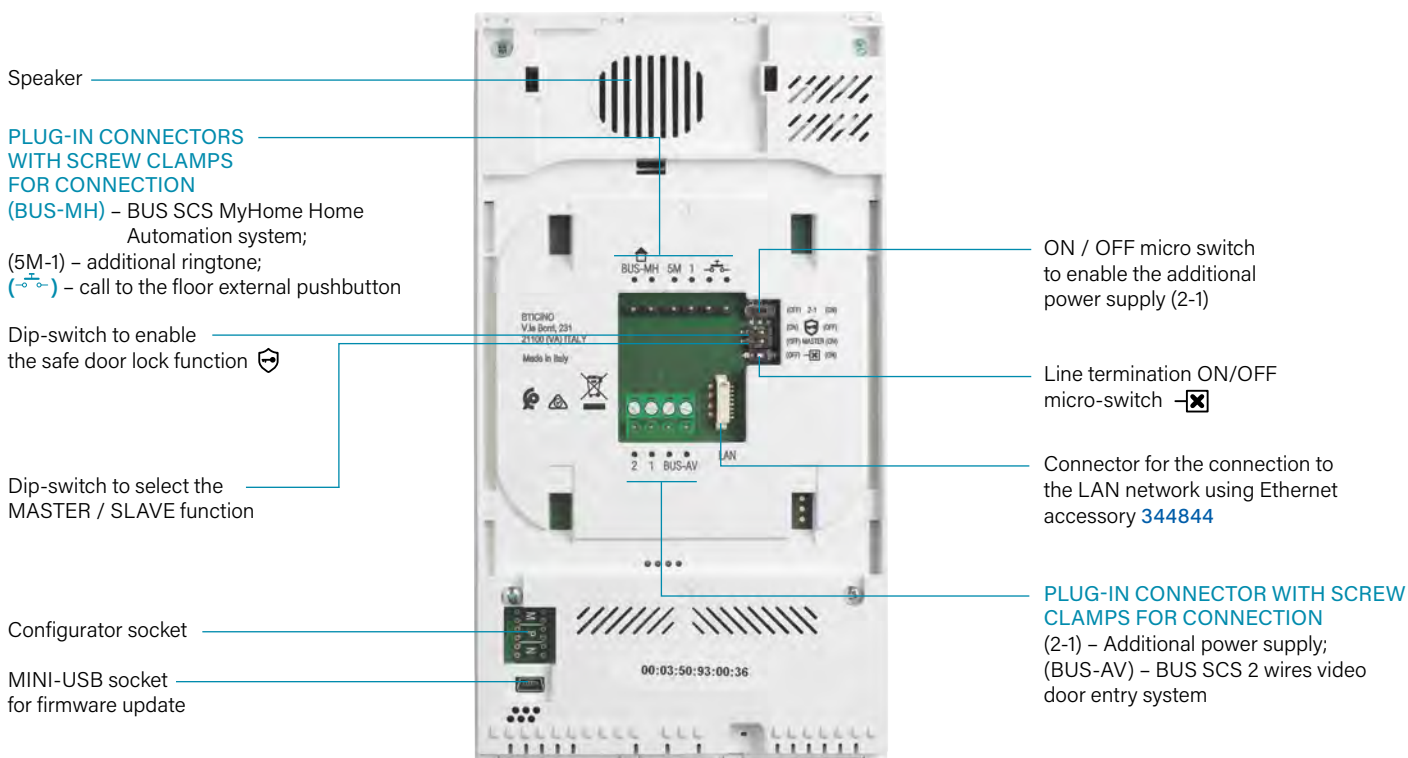 Speaker
PLUG-IN CONNECTORS
WITH SCREW CLAMPS
FOR CONNECTION
(BUS-MH) – BUS SCS MyHome Home
Automation system;
(5M-1) – additional ringtone;
( ) – call to the floor external pushbutton
Dip-switch to enable
the safe door lock function
Dip-switch to select the
MASTER / SLAVE function
Configurator socket
MINI-USB socket
for firmware update
BUS-MH 5M 1
BTICINO
V.le Borri, 231
21100 (VA) ITALY
Made in Italy
(OFF) 2-1 (ON)
(ON) (OFF)
(OFF) MASTER (ON)
(OFF) (ON)
2 1 BUS-AV LAN
M P N
00:03:50:93:00:36
ON / OFF micro switch
to enable the additional
power supply (2-1)
Line termination ON/OFF
micro-switch
Connector for the connection to
the LAN network using Ethernet
accessory 344844
PLUG-IN CONNECTOR WITH SCREW
CLAMPS FOR CONNECTION
(2-1) – Additional power supply;
(BUS-AV) – BUS SCS 2 wires video
door entry system